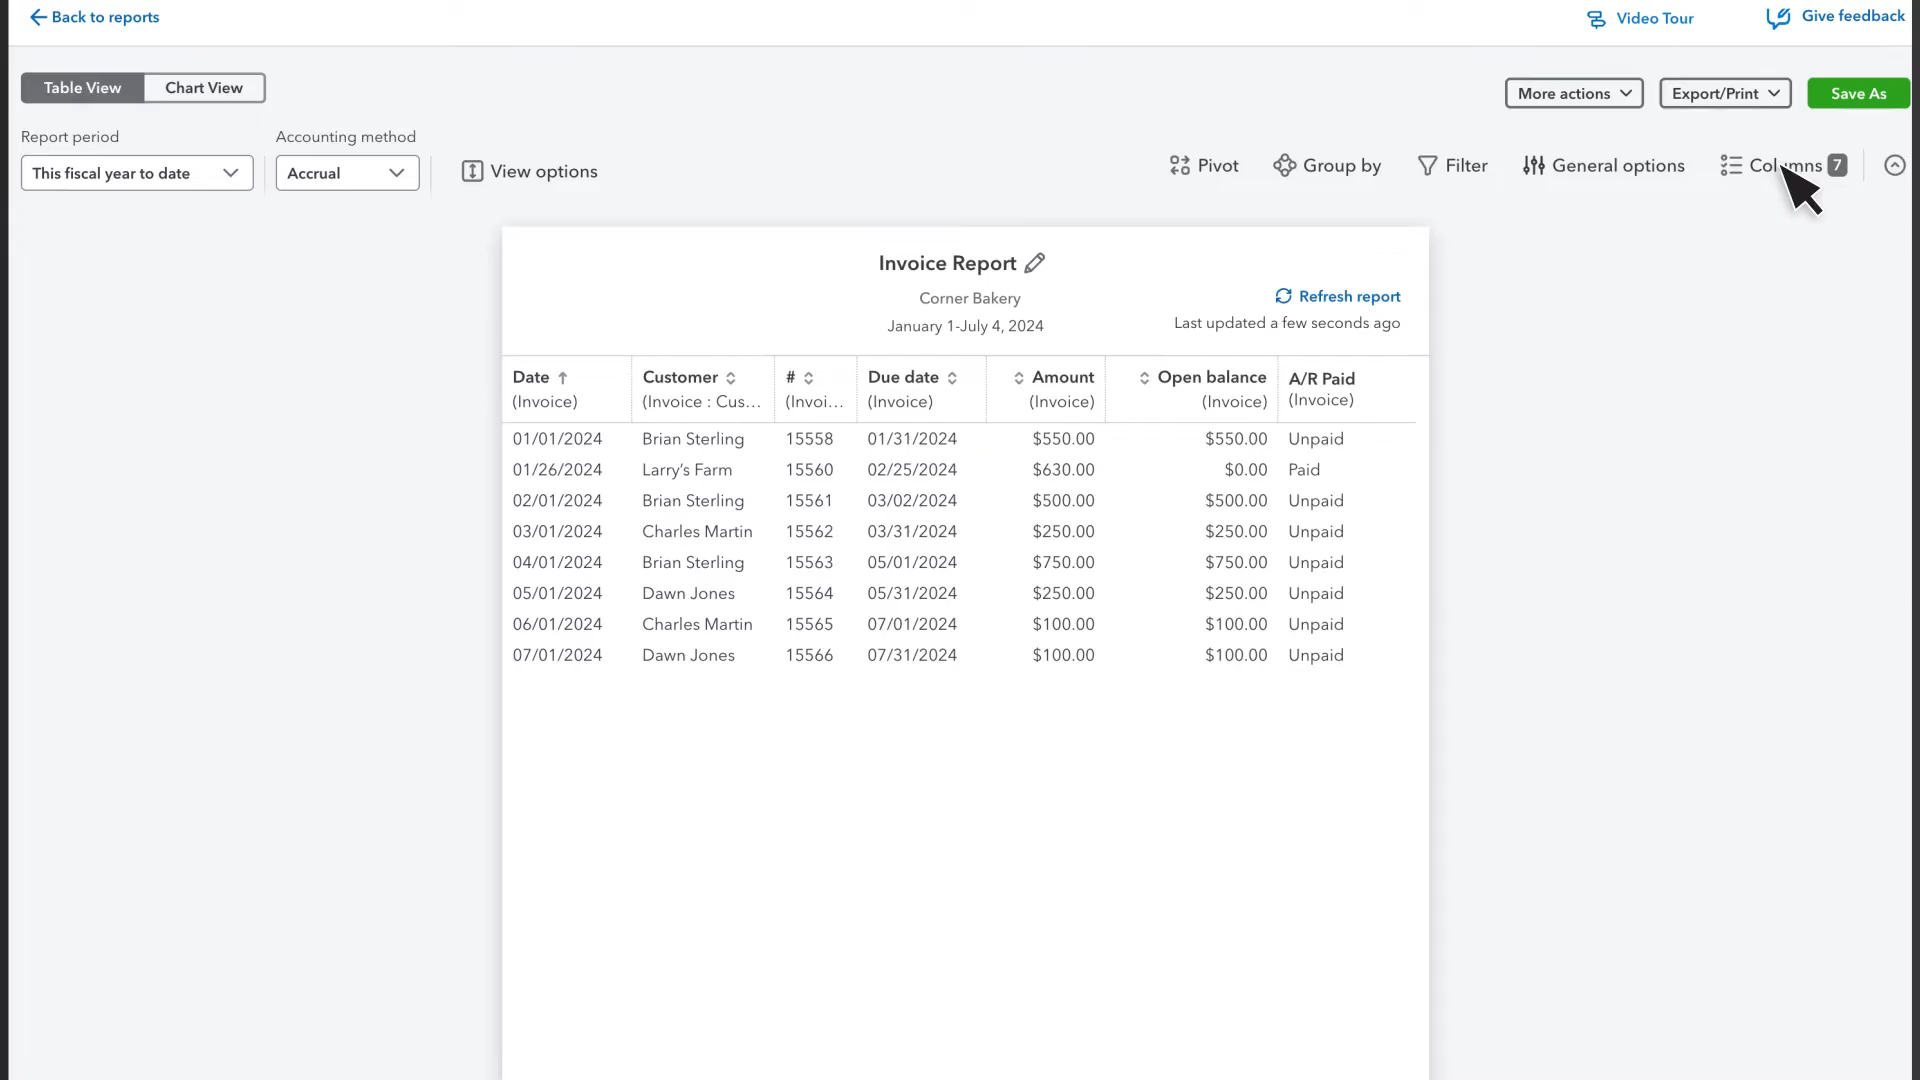 Back to reports
Video Tour
Give feedback
Table View
Chart View
More actions
Export/Print
Save As
Report period
Accounting method
This fiscal year to date
Accrual
View options
Pivot
Group by
Filter
General options
Columns 7
Invoice Report
Corner Bakery
January 1-July 4, 2024
Refresh report
Last updated a few seconds ago
Date Customer # Due date Amount Open balance A/R Paid
(Invoice) (Invoice : Cus... (Invoi... (Invoice) (Invoice) (Invoice) (Invoice)
01/01/2024 Brian Sterling 15558 01/31/2024 $550.00 $550.00 Unpaid
01/26/2024 Larry’s Farm 15560 02/25/2024 $630.00 $0.00 Paid
02/01/2024 Brian Sterling 15561 03/02/2024 $500.00 $500.00 Unpaid
03/01/2024 Charles Martin 15562 03/31/2024 $250.00 $250.00 Unpaid
04/01/2024 Brian Sterling 15563 05/01/2024 $750.00 $750.00 Unpaid
05/01/2024 Dawn Jones 15564 05/31/2024 $250.00 $250.00 Unpaid
06/01/2024 Charles Martin 15565 07/01/2024 $100.00 $100.00 Unpaid
07/01/2024 Dawn Jones 15566 07/31/2024 $100.00 $100.00 Unpaid